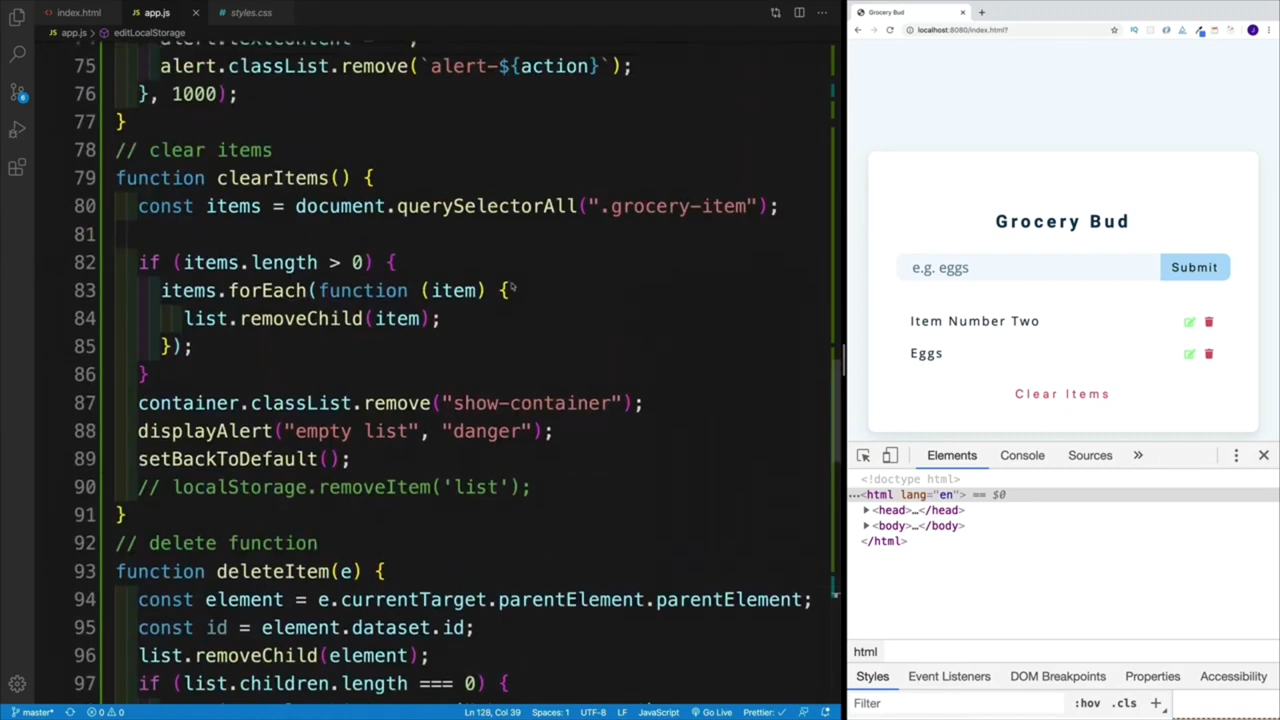 index.html
app.js
styles.css
app.js > editLocalStorage
75 alert.classList.remove(`alert-${action}`);
76 }, 1000);
77 }
78 // clear items
79 function clearItems() {
80 const items = document.querySelectorAll(".grocery-item");
81
82 if (items.length > 0) {
83 items.forEach(function (item) {
84 list.removeChild(item);
85 });
86 }
87 container.classList.remove("show-container");
88 displayAlert("empty list", "danger");
89 setBackToDefault();
90 // localStorage.removeItem('list');
91 }
92 // delete function
93 function deleteItem(e) {
94 const element = e.currentTarget.parentElement.parentElement;
95 const id = element.dataset.id;
96 list.removeChild(element);
97 if (list.children.length === 0) {
master*
0 0
Ln 128, Col 39
Spaces: 1
UTF-8
LF
JavaScript
Go Live
Prettier: ✓
6
Grocery Bud
localhost:8080/index.html?
J
Grocery Bud
e.g. eggs
Submit
Item Number Two
Eggs
Clear Items
Elements Console Sources »
<!doctype html>
…<html lang="en"> == $0
<head>…</head>
<body>…</body>
</html>
html
Styles Event Listeners DOM Breakpoints Properties Accessibility
Filter :hov .cls +